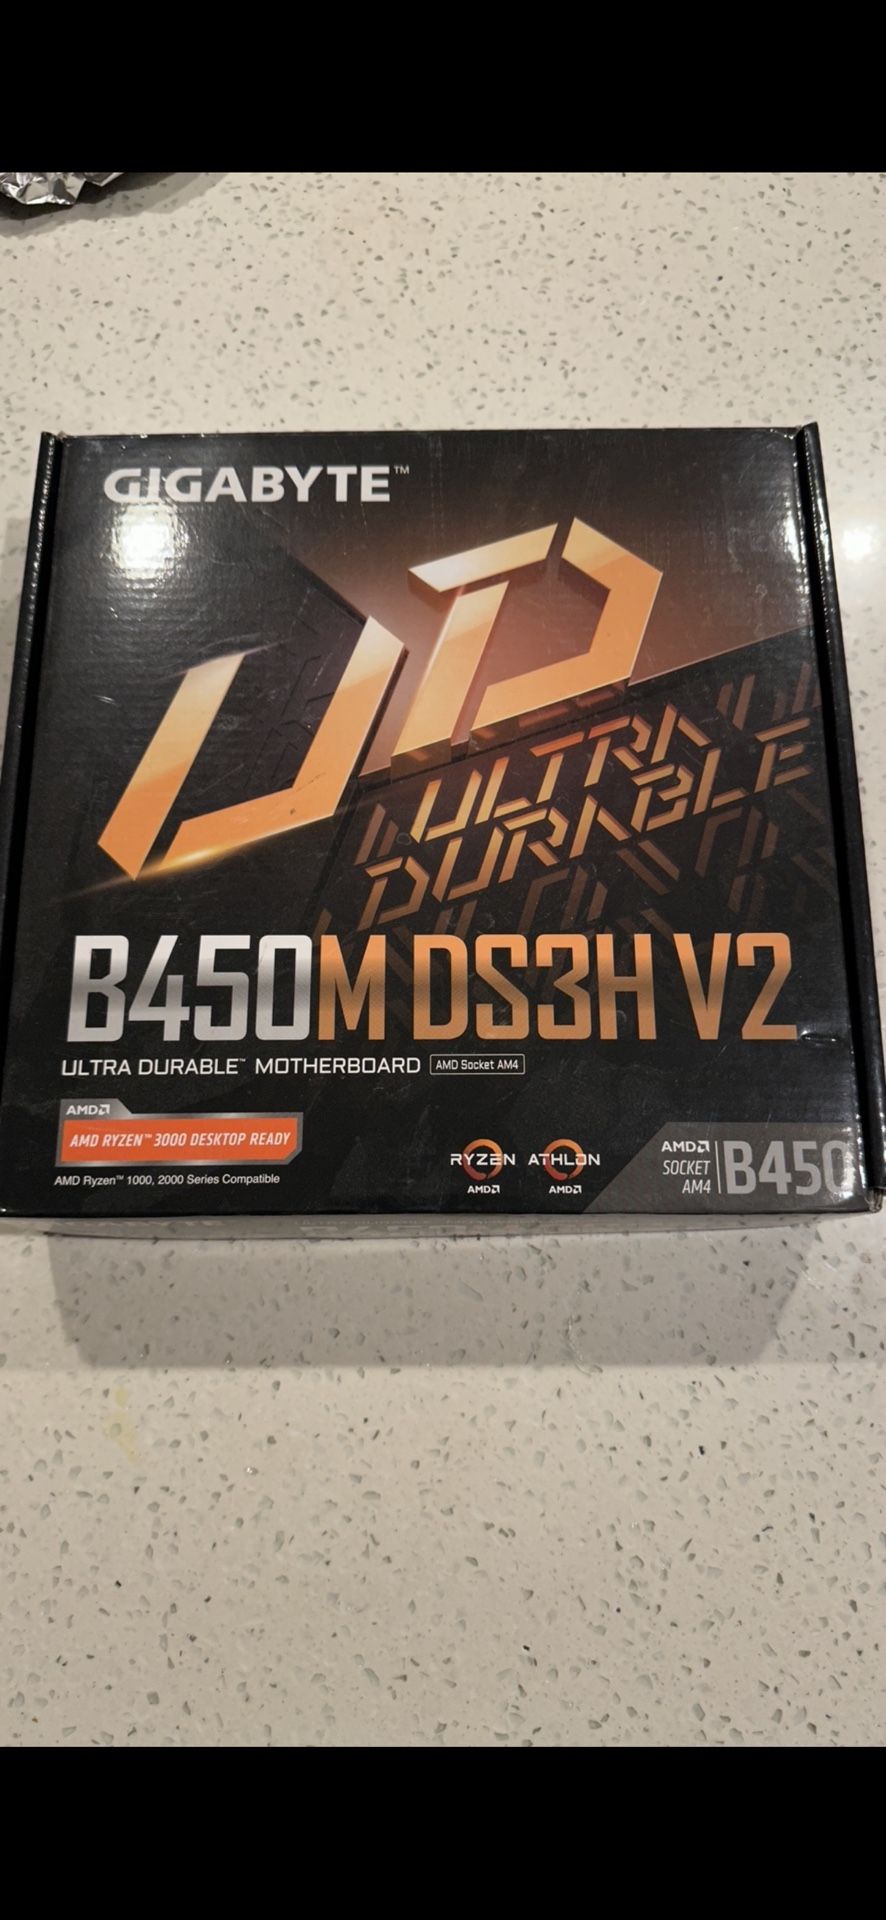 GIGABYTE™
UD
ULTRA
DURABLE
B450M DS3H V2
ULTRA DURABLE™ MOTHERBOARD AMD Socket AM4
AMD
AMD RYZEN™ 3000 DESKTOP READY
AMD Ryzen™ 1000, 2000 Series Compatible
RYZEN
AMD
ATHLON
AMD
AMD
SOCKET
AM4
B450